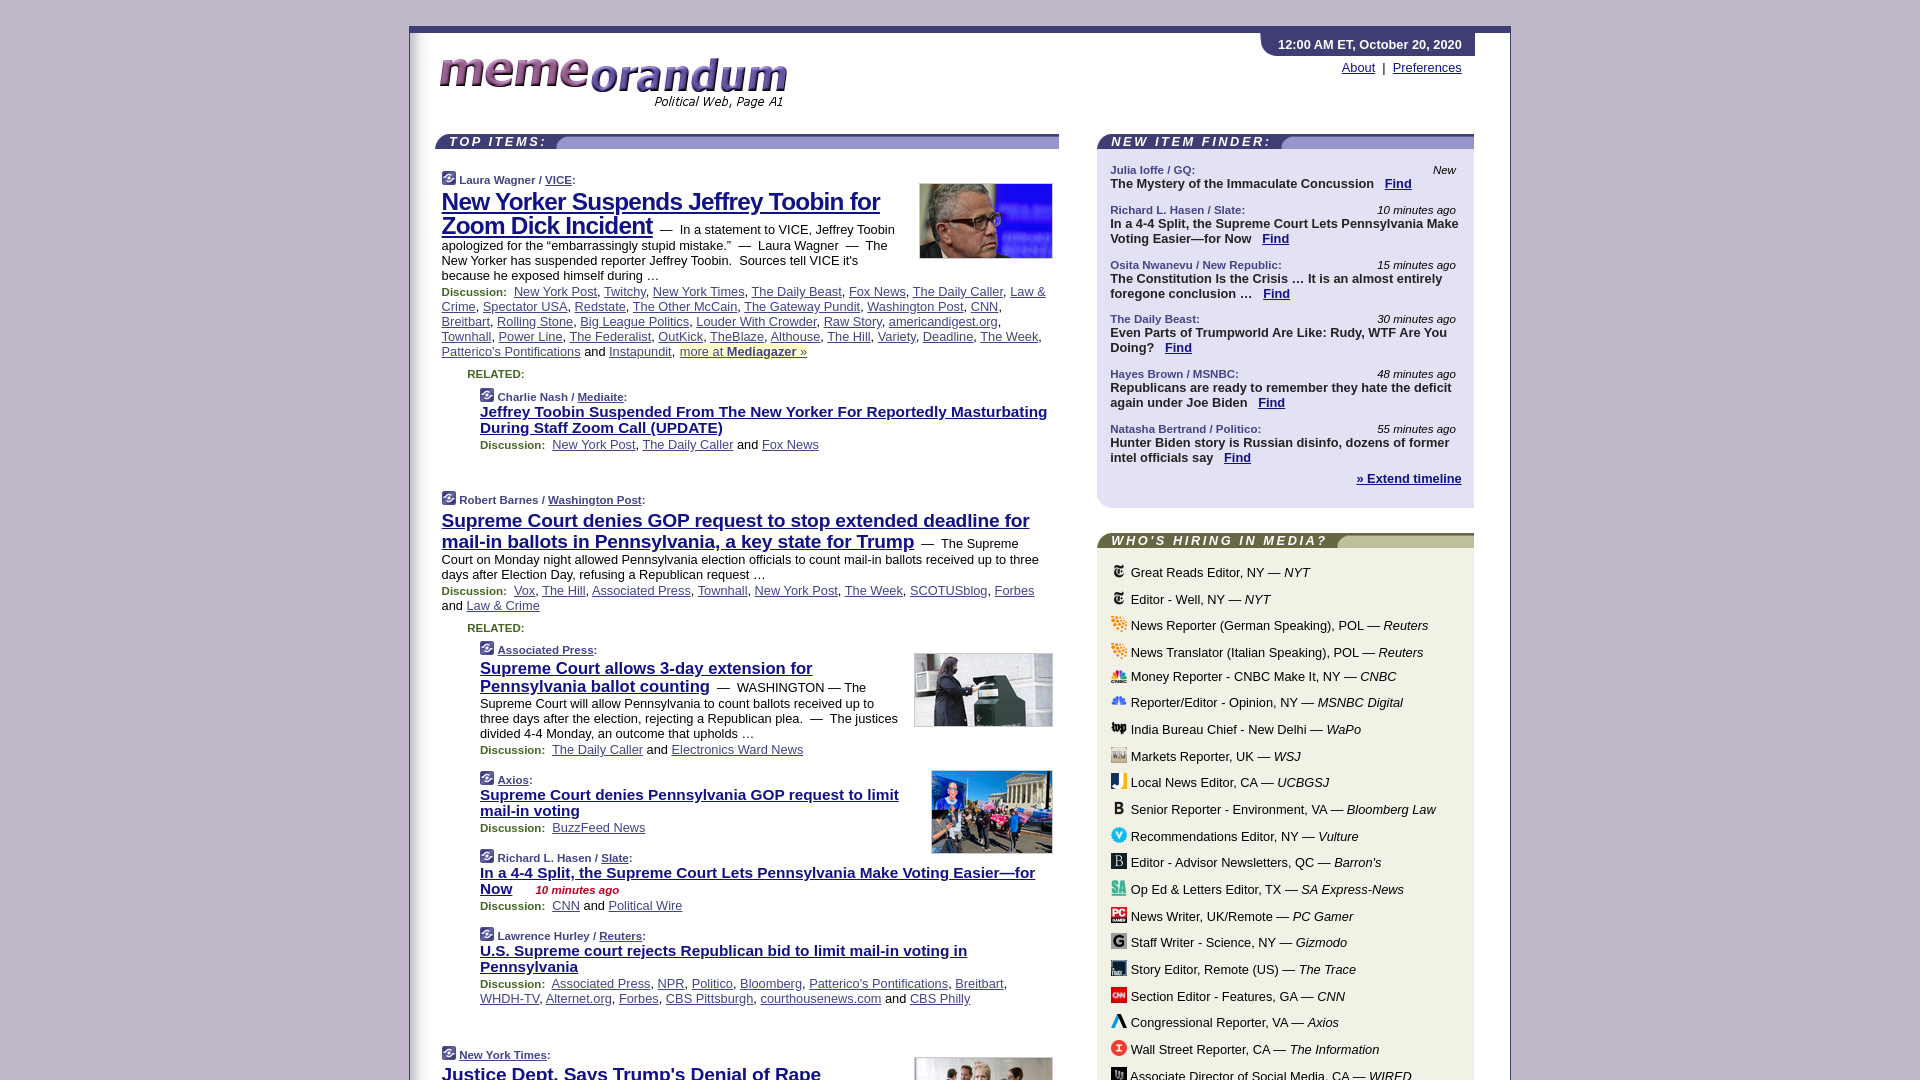 12:00 AM ET, October 20, 2020
About | Preferences
memeorandum
Political Web, Page A1
TOP ITEMS:
Laura Wagner / VICE:
New Yorker Suspends Jeffrey Toobin for
Zoom Dick Incident — In a statement to VICE, Jeffrey Toobin
apologized for the “embarrassingly stupid mistake.” — Laura Wagner — The
New Yorker has suspended reporter Jeffrey Toobin. Sources tell VICE it's
because he exposed himself during …
Discussion: New York Post, Twitchy, New York Times, The Daily Beast, Fox News, The Daily Caller, Law &
Crime, Spectator USA, Redstate, The Other McCain, The Gateway Pundit, Washington Post, CNN,
Breitbart, Rolling Stone, Big League Politics, Louder With Crowder, Raw Story, americandigest.org,
Townhall, Power Line, The Federalist, OutKick, TheBlaze, Althouse, The Hill, Variety, Deadline, The Week,
Patterico's Pontifications and Instapundit, more at Mediagazer »
RELATED:
Charlie Nash / Mediaite:
Jeffrey Toobin Suspended From The New Yorker For Reportedly Masturbating
During Staff Zoom Call (UPDATE)
Discussion: New York Post, The Daily Caller and Fox News
Robert Barnes / Washington Post:
Supreme Court denies GOP request to stop extended deadline for
mail-in ballots in Pennsylvania, a key state for Trump — The Supreme
Court on Monday night allowed Pennsylvania election officials to count mail-in ballots received up to three
days after Election Day, refusing a Republican request …
Discussion: Vox, The Hill, Associated Press, Townhall, New York Post, The Week, SCOTUSblog, Forbes
and Law & Crime
RELATED:
Associated Press:
Supreme Court allows 3-day extension for
Pennsylvania ballot counting — WASHINGTON — The
Supreme Court will allow Pennsylvania to count ballots received up to
three days after the election, rejecting a Republican plea. — The justices
divided 4-4 Monday, an outcome that upholds …
Discussion: The Daily Caller and Electronics Ward News
Axios:
Supreme Court denies Pennsylvania GOP request to limit
mail-in voting
Discussion: BuzzFeed News
Richard L. Hasen / Slate:
In a 4-4 Split, the Supreme Court Lets Pennsylvania Make Voting Easier—for
Now 10 minutes ago
Discussion: CNN and Political Wire
Lawrence Hurley / Reuters:
U.S. Supreme court rejects Republican bid to limit mail-in voting in
Pennsylvania
Discussion: Associated Press, NPR, Politico, Bloomberg, Patterico's Pontifications, Breitbart,
WHDH-TV, Alternet.org, Forbes, CBS Pittsburgh, courthousenews.com and CBS Philly
New York Times:
Justice Dept. Says Trump's Denial of Rape
NEW ITEM FINDER:
Julia Ioffe / GQ: New
The Mystery of the Immaculate Concussion Find
Richard L. Hasen / Slate: 10 minutes ago
In a 4-4 Split, the Supreme Court Lets Pennsylvania Make
Voting Easier—for Now Find
Osita Nwanevu / New Republic: 15 minutes ago
The Constitution Is the Crisis … It is an almost entirely
foregone conclusion … Find
The Daily Beast: 30 minutes ago
Even Parts of Trumpworld Are Like: Rudy, WTF Are You
Doing? Find
Hayes Brown / MSNBC: 48 minutes ago
Republicans are ready to remember they hate the deficit
again under Joe Biden Find
Natasha Bertrand / Politico: 55 minutes ago
Hunter Biden story is Russian disinfo, dozens of former
intel officials say Find
» Extend timeline
WHO'S HIRING IN MEDIA?
Great Reads Editor, NY — NYT
Editor - Well, NY — NYT
News Reporter (German Speaking), POL — Reuters
News Translator (Italian Speaking), POL — Reuters
Money Reporter - CNBC Make It, NY — CNBC
Reporter/Editor - Opinion, NY — MSNBC Digital
India Bureau Chief - New Delhi — WaPo
Markets Reporter, UK — WSJ
Local News Editor, CA — UCBGSJ
Senior Reporter - Environment, VA — Bloomberg Law
Recommendations Editor, NY — Vulture
Editor - Advisor Newsletters, QC — Barron's
Op Ed & Letters Editor, TX — SA Express-News
News Writer, UK/Remote — PC Gamer
Staff Writer - Science, NY — Gizmodo
Story Editor, Remote (US) — The Trace
Section Editor - Features, GA — CNN
Congressional Reporter, VA — Axios
Wall Street Reporter, CA — The Information
Associate Director of Social Media, CA — WIRED